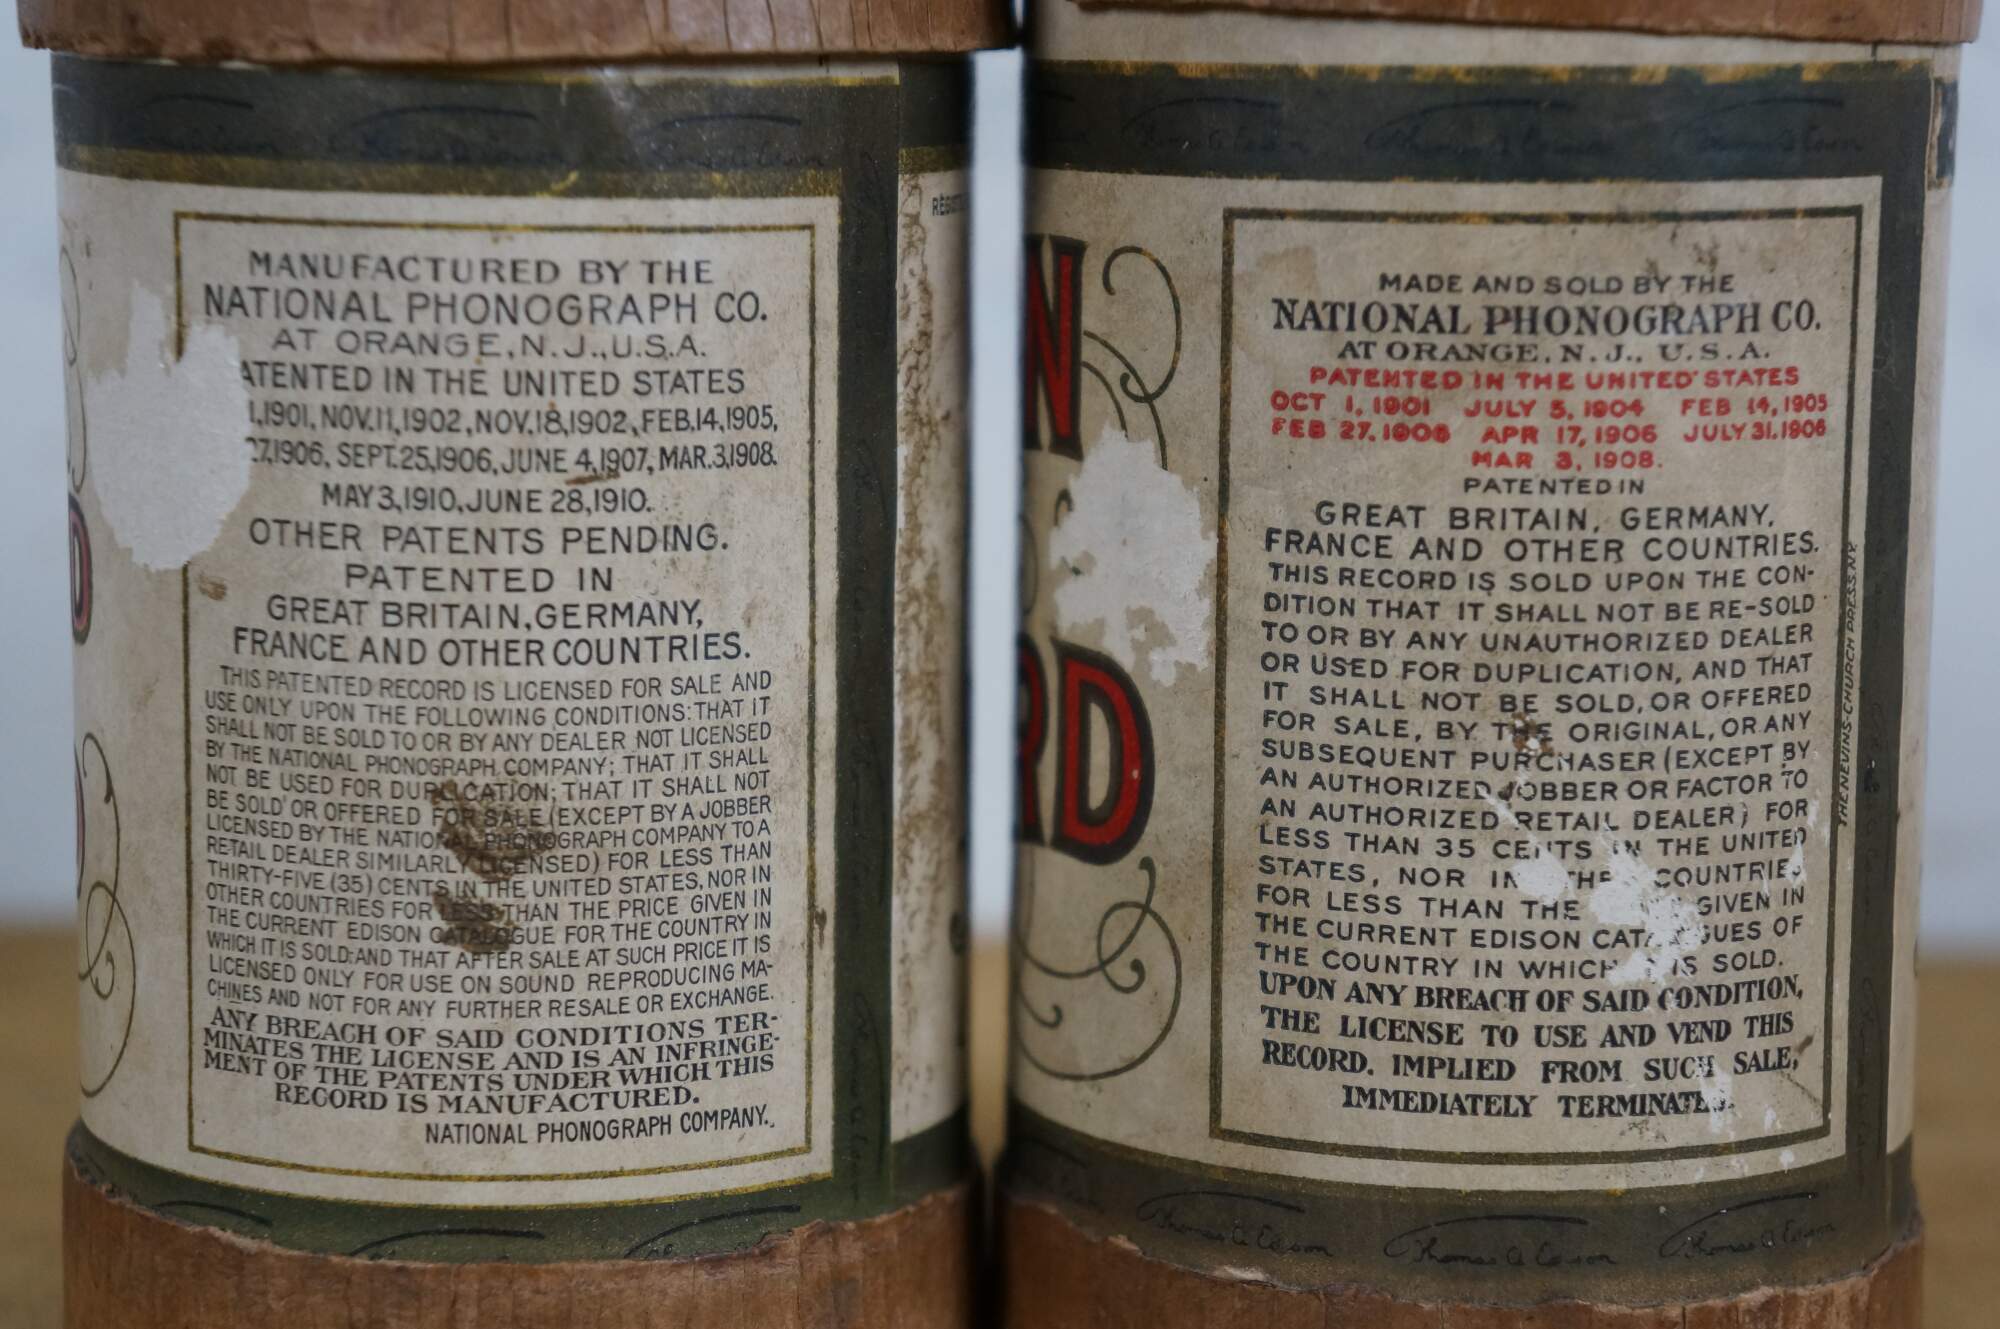 MANUFACTURED BY THE
NATIONAL PHONOGRAPH CO.
AT ORANGE, N.J., U.S.A.
ATENTED IN THE UNITED STATES
1,1901, NOV.11,1902, NOV.18,1902, FEB.14,1905,
27,1906, SEPT.25,1906, JUNE 4,1907, MAR.3,1908.
MAY 3,1910, JUNE 28,1910.
OTHER PATENTS PENDING.
PATENTED IN
GREAT BRITAIN, GERMANY,
FRANCE AND OTHER COUNTRIES.
THIS PATENTED RECORD IS LICENSED FOR SALE AND
USE ONLY UPON THE FOLLOWING CONDITIONS: THAT IT
SHALL NOT BE SOLD TO OR BY ANY DEALER NOT LICENSED
BY THE NATIONAL PHONOGRAPH COMPANY; THAT IT SHALL
NOT BE USED FOR DUPLICATION; THAT IT SHALL NOT
BE SOLD OR OFFERED FOR SALE (EXCEPT BY A JOBBER
LICENSED BY THE NATIONAL PHONOGRAPH COMPANY TO A
RETAIL DEALER SIMILARLY LICENSED) FOR LESS THAN
THIRTY-FIVE (35) CENTS IN THE UNITED STATES, NOR IN
OTHER COUNTRIES FOR LESS THAN THE PRICE GIVEN IN
THE CURRENT EDISON CATALOGUE FOR THE COUNTRY IN
WHICH IT IS SOLD: AND THAT AFTER SALE AT SUCH PRICE IT IS
LICENSED ONLY FOR USE ON SOUND REPRODUCING MA-
CHINES AND NOT FOR ANY FURTHER RESALE OR EXCHANGE.
ANY BREACH OF SAID CONDITIONS TER-
MINATES THE LICENSE AND IS AN INFRINGE-
MENT OF THE PATENTS UNDER WHICH THIS
RECORD IS MANUFACTURED.
NATIONAL PHONOGRAPH COMPANY.
N
RD
D
Thomas A Edison
MADE AND SOLD BY THE
NATIONAL PHONOGRAPH CO.
AT ORANGE, N. J., U. S. A.
PATENTED IN THE UNITED STATES
OCT 1, 1901 JULY 5, 1904 FEB 14, 1905
FEB 27, 1906 APR 17, 1906 JULY 31, 1906
MAR 3, 1908.
PATENTED IN
GREAT BRITAIN, GERMANY,
FRANCE AND OTHER COUNTRIES.
THIS RECORD IS SOLD UPON THE CON-
DITION THAT IT SHALL NOT BE RE-SOLD
TO OR BY ANY UNAUTHORIZED DEALER
OR USED FOR DUPLICATION, AND THAT
IT SHALL NOT BE SOLD, OR OFFERED
FOR SALE, BY THE ORIGINAL, OR ANY
SUBSEQUENT PURCHASER (EXCEPT BY
AN AUTHORIZED JOBBER OR FACTOR TO
AN AUTHORIZED RETAIL DEALER) FOR
LESS THAN 35 CENTS IN THE UNITED
STATES, NOR IN THE COUNTRIES
FOR LESS THAN THE GIVEN IN
THE CURRENT EDISON CATALOGUES OF
THE COUNTRY IN WHICH IT IS SOLD.
UPON ANY BREACH OF SAID CONDITION,
THE LICENSE TO USE AND VEND THIS
RECORD, IMPLIED FROM SUCH SALE,
IMMEDIATELY TERMINATES.
THE NEVINS-CHURCH PRESS. N.Y.
Thomas A Edison Thomas A Edison Thomas A Edison